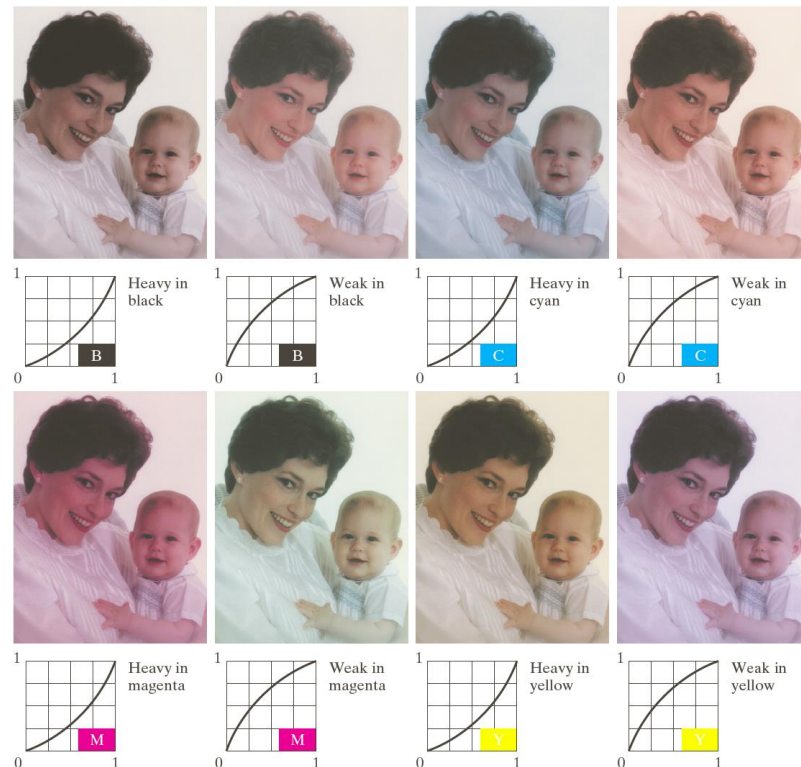 1
Heavy in
black
B
0
1
1
Weak in
black
B
0
1
1
Heavy in
cyan
C
0
1
1
Weak in
cyan
C
0
1
1
Heavy in
magenta
M
0
1
1
Weak in
magenta
M
0
1
1
Heavy in
yellow
Y
0
1
1
Weak in
yellow
Y
0
1